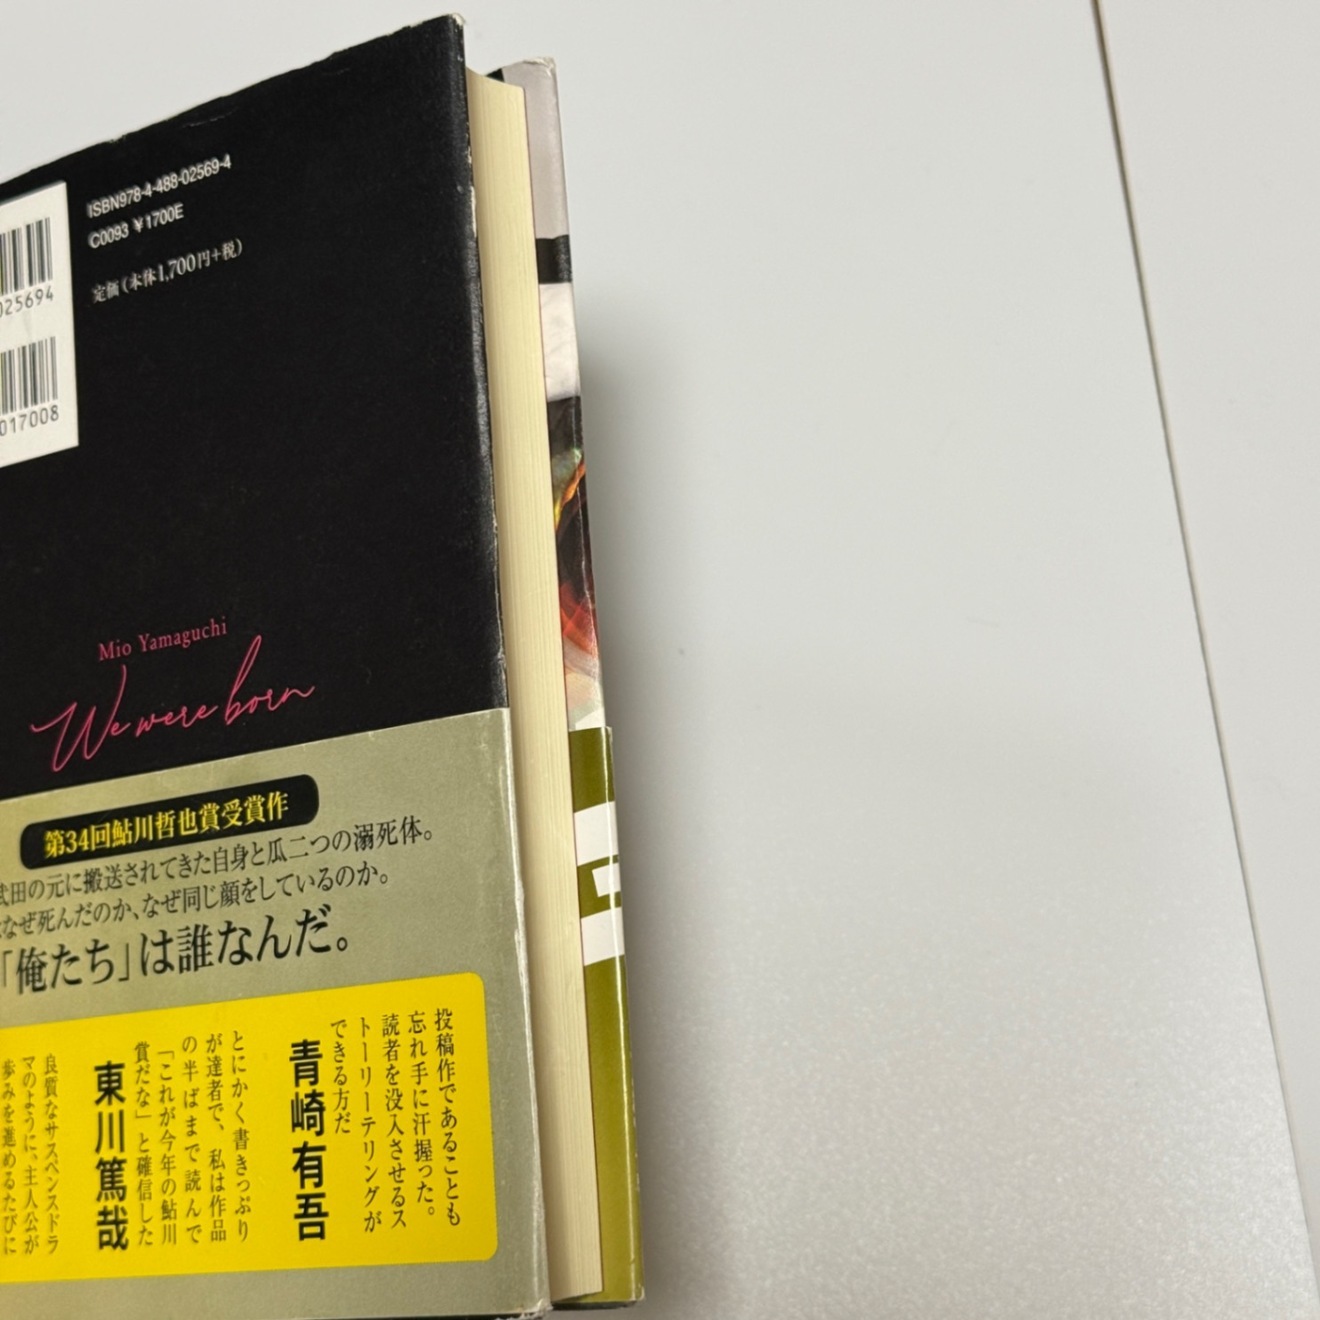 ISBN978-4-488-02569-4
C0093 ¥1700E
定価(本体1,700円+税)
025694
017008
Mio Yamaguchi
We were born
第34回鮎川哲也賞受賞作
武田の元に搬送されてきた自身と瓜二つの溺死体。
なぜ死んだのか、なぜ同じ顔をしているのか。
「俺たち」は誰なんだ。
投稿作であることも
忘れ手に汗握った。
読者を没入させるス
トーリーテリングが
できる方だ
青崎有吾
とにかく書きっぷり
が達者で、私は作品
の半ばまで読んで
「これが今年の鮎川
賞だな」と確信した
東川篤哉
良質なサスペンスドラ
マのように、主人公が
歩みを進めるたびに